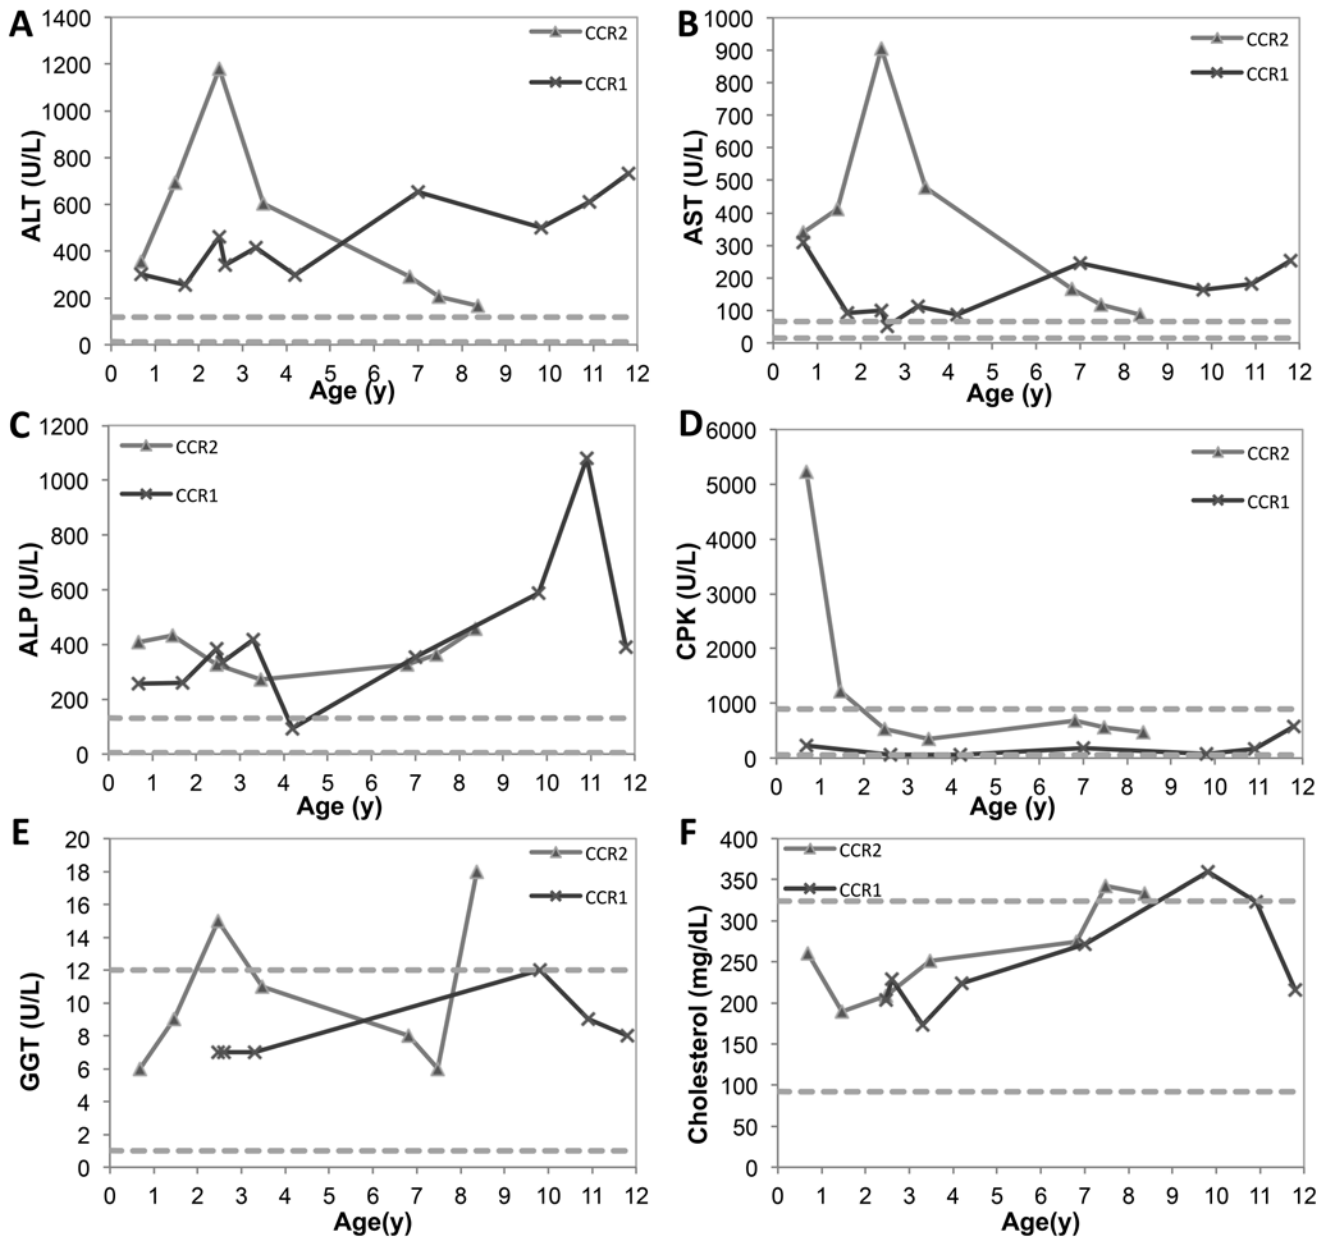 A
ALT (U/L)
1400
1200
1000
800
600
400
200
0
CCR2
CCR1
0 1 2 3 4 5 6 7 8 9 10 11 12
Age (y)
B
AST (U/L)
1000
900
800
700
600
500
400
300
200
100
0
CCR2
CCR1
0 1 2 3 4 5 6 7 8 9 10 11 12
Age (y)
C
ALP (U/L)
1200
1000
800
600
400
200
0
CCR2
CCR1
0 1 2 3 4 5 6 7 8 9 10 11 12
Age (y)
D
CPK (U/L)
6000
5000
4000
3000
2000
1000
0
CCR2
CCR1
0 1 2 3 4 5 6 7 8 9 10 11 12
Age (y)
E
GGT (U/L)
20
18
16
14
12
10
8
6
4
2
0
CCR2
CCR1
0 1 2 3 4 5 6 7 8 9 10 11 12
Age(y)
F
Cholesterol (mg/dL)
400
350
300
250
200
150
100
50
0
CCR2
CCR1
0 1 2 3 4 5 6 7 8 9 10 11 12
Age(y)